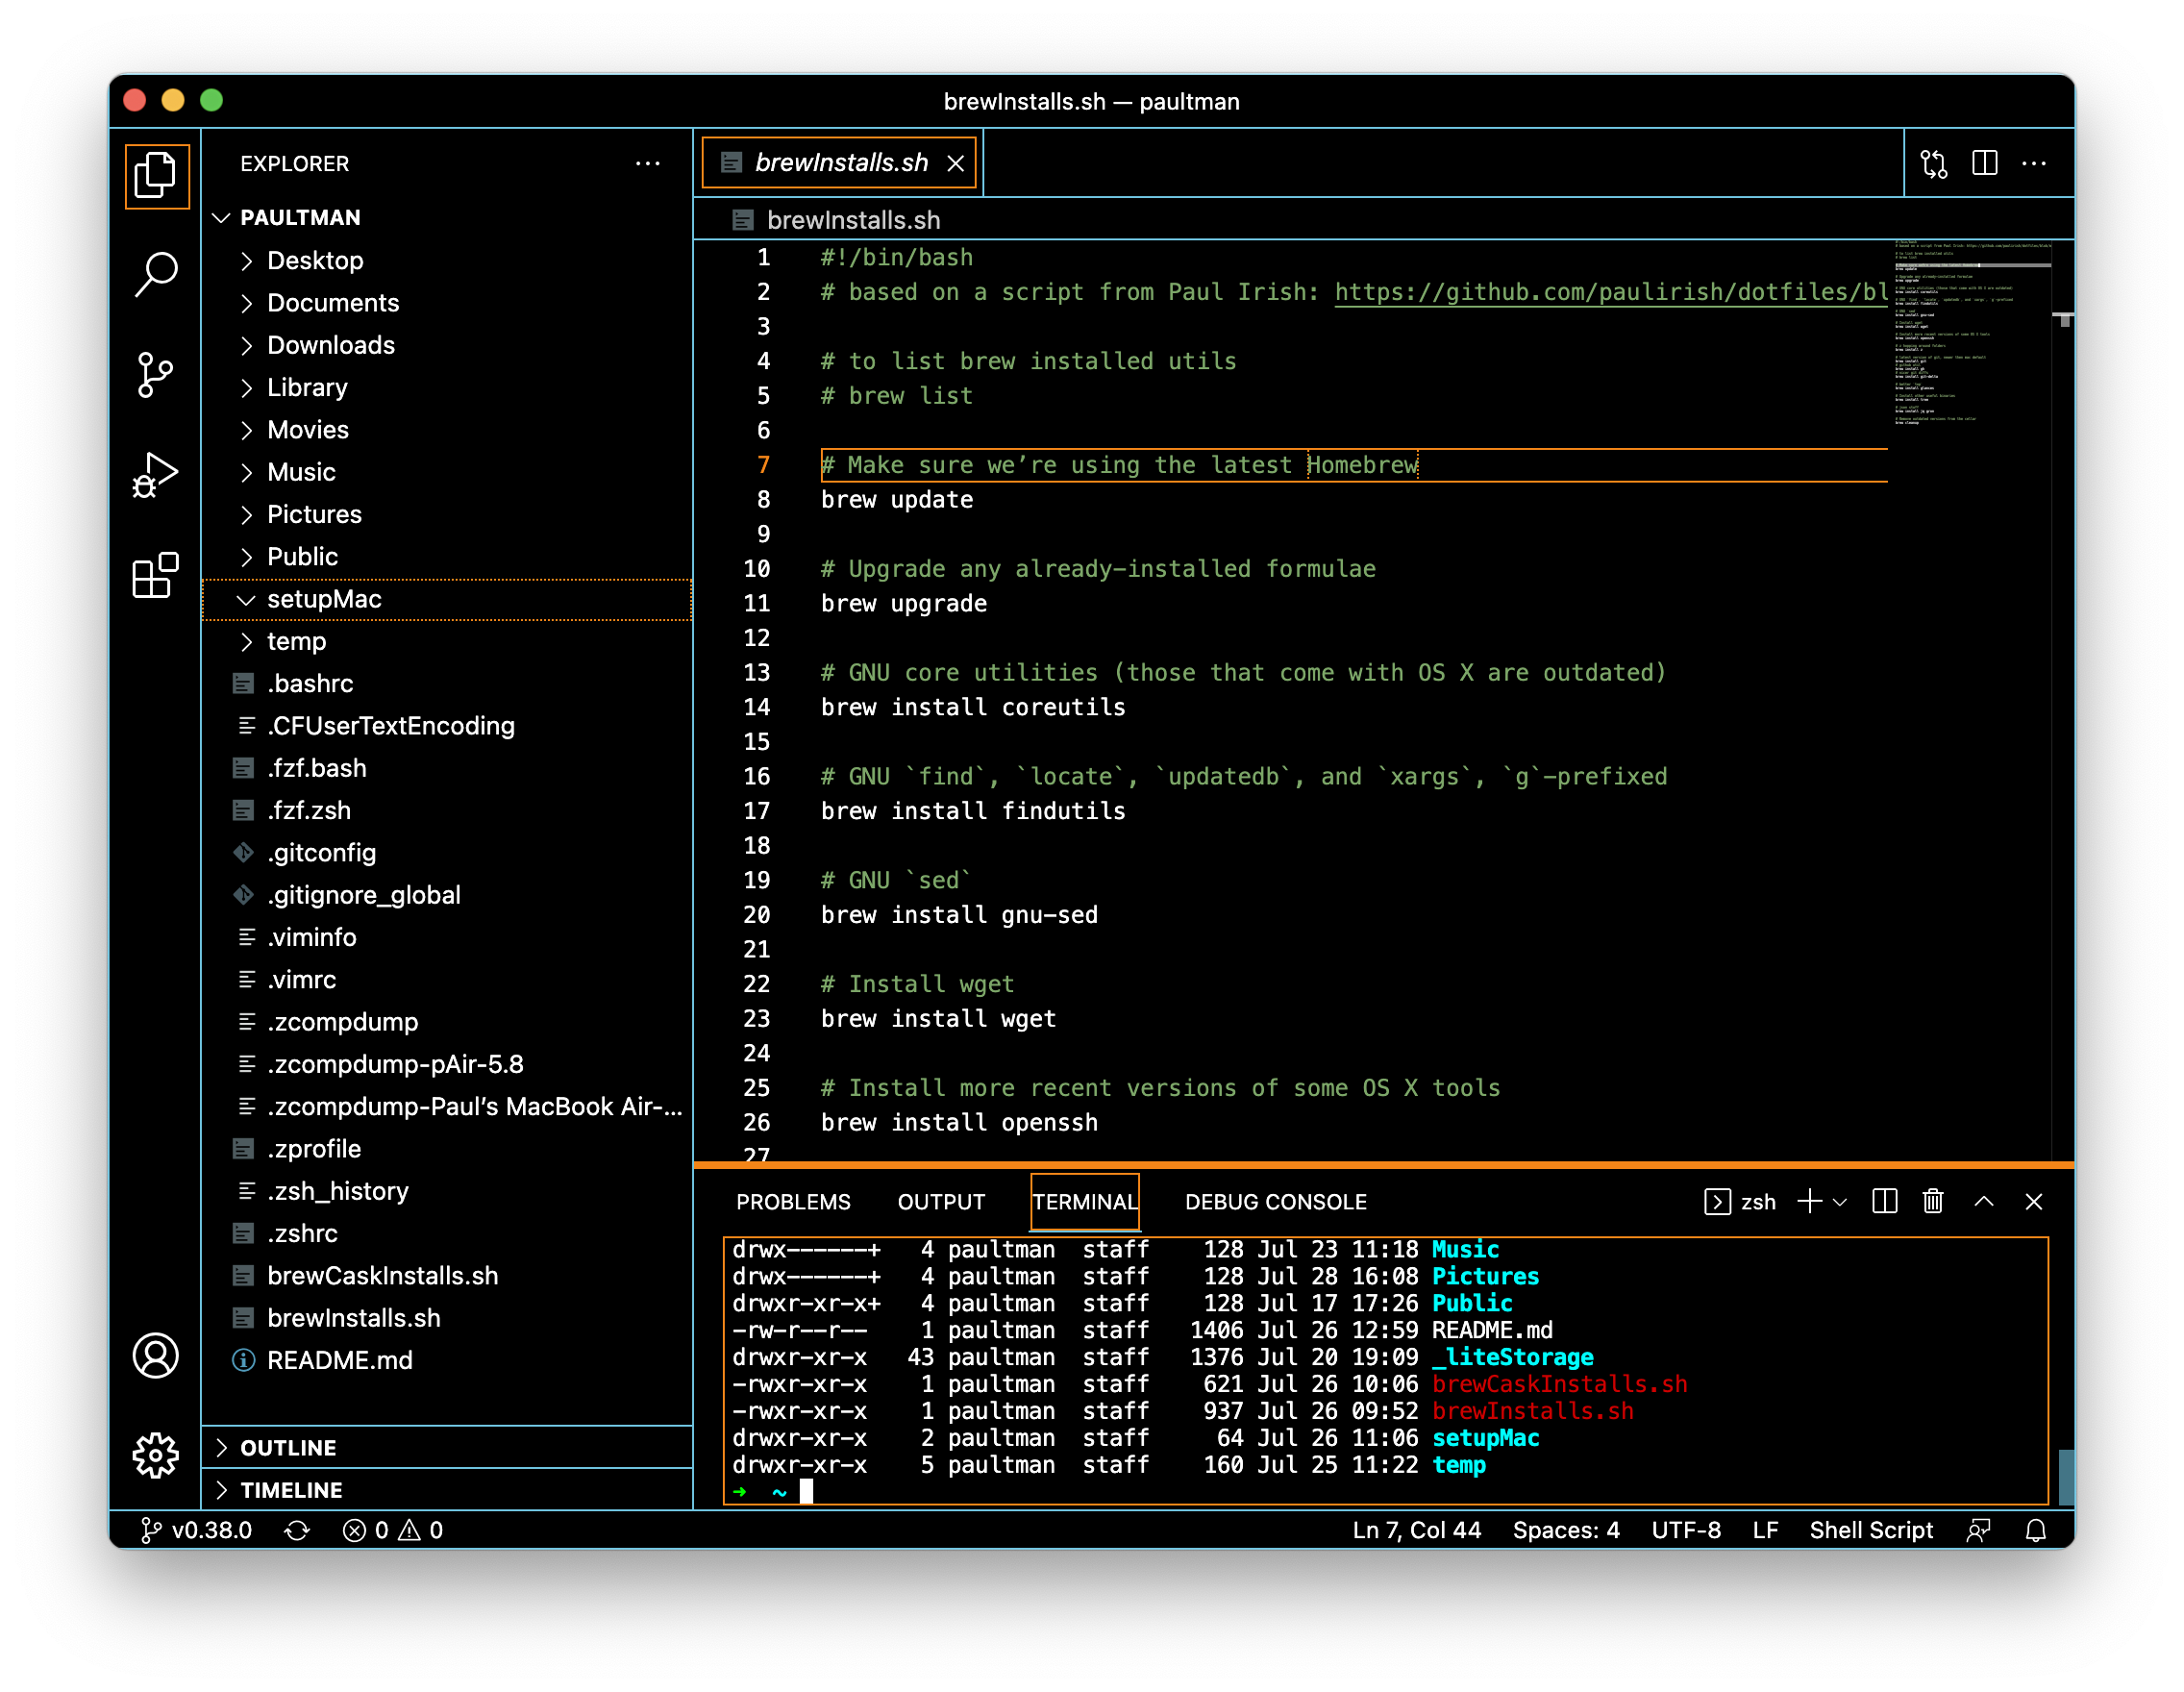 brewInstalls.sh — paultman
EXPLORER
PAULTMAN
Desktop
Documents
Downloads
Library
Movies
Music
Pictures
Public
setupMac
temp
.bashrc
.CFUserTextEncoding
.fzf.bash
.fzf.zsh
.gitconfig
.gitignore_global
.viminfo
.vimrc
.zcompdump
.zcompdump-pAir-5.8
.zcompdump-Paul’s MacBook Air-...
.zprofile
.zsh_history
.zshrc
brewCaskInstalls.sh
brewInstalls.sh
README.md
OUTLINE
TIMELINE
brewInstalls.sh
brewInstalls.sh
1 #!/bin/bash
2 # based on a script from Paul Irish: https://github.com/paulirish/dotfiles/bl
3
4 # to list brew installed utils
5 # brew list
6
7 # Make sure we’re using the latest Homebrew
8 brew update
9
10 # Upgrade any already-installed formulae
11 brew upgrade
12
13 # GNU core utilities (those that come with OS X are outdated)
14 brew install coreutils
15
16 # GNU `find`, `locate`, `updatedb`, and `xargs`, `g`-prefixed
17 brew install findutils
18
19 # GNU `sed`
20 brew install gnu-sed
21
22 # Install wget
23 brew install wget
24
25 # Install more recent versions of some OS X tools
26 brew install openssh
27
PROBLEMS OUTPUT TERMINAL DEBUG CONSOLE zsh
drwx------+ 4 paultman staff 128 Jul 23 11:18 Music
drwx------+ 4 paultman staff 128 Jul 28 16:08 Pictures
drwxr-xr-x+ 4 paultman staff 128 Jul 17 17:26 Public
-rw-r--r-- 1 paultman staff 1406 Jul 26 12:59 README.md
drwxr-xr-x 43 paultman staff 1376 Jul 20 19:09 _liteStorage
-rwxr-xr-x 1 paultman staff 621 Jul 26 10:06 brewCaskInstalls.sh
-rwxr-xr-x 1 paultman staff 937 Jul 26 09:52 brewInstalls.sh
drwxr-xr-x 2 paultman staff 64 Jul 26 11:06 setupMac
drwxr-xr-x 5 paultman staff 160 Jul 25 11:22 temp
➜ ~
v0.38.0 0 0 Ln 7, Col 44 Spaces: 4 UTF-8 LF Shell Script